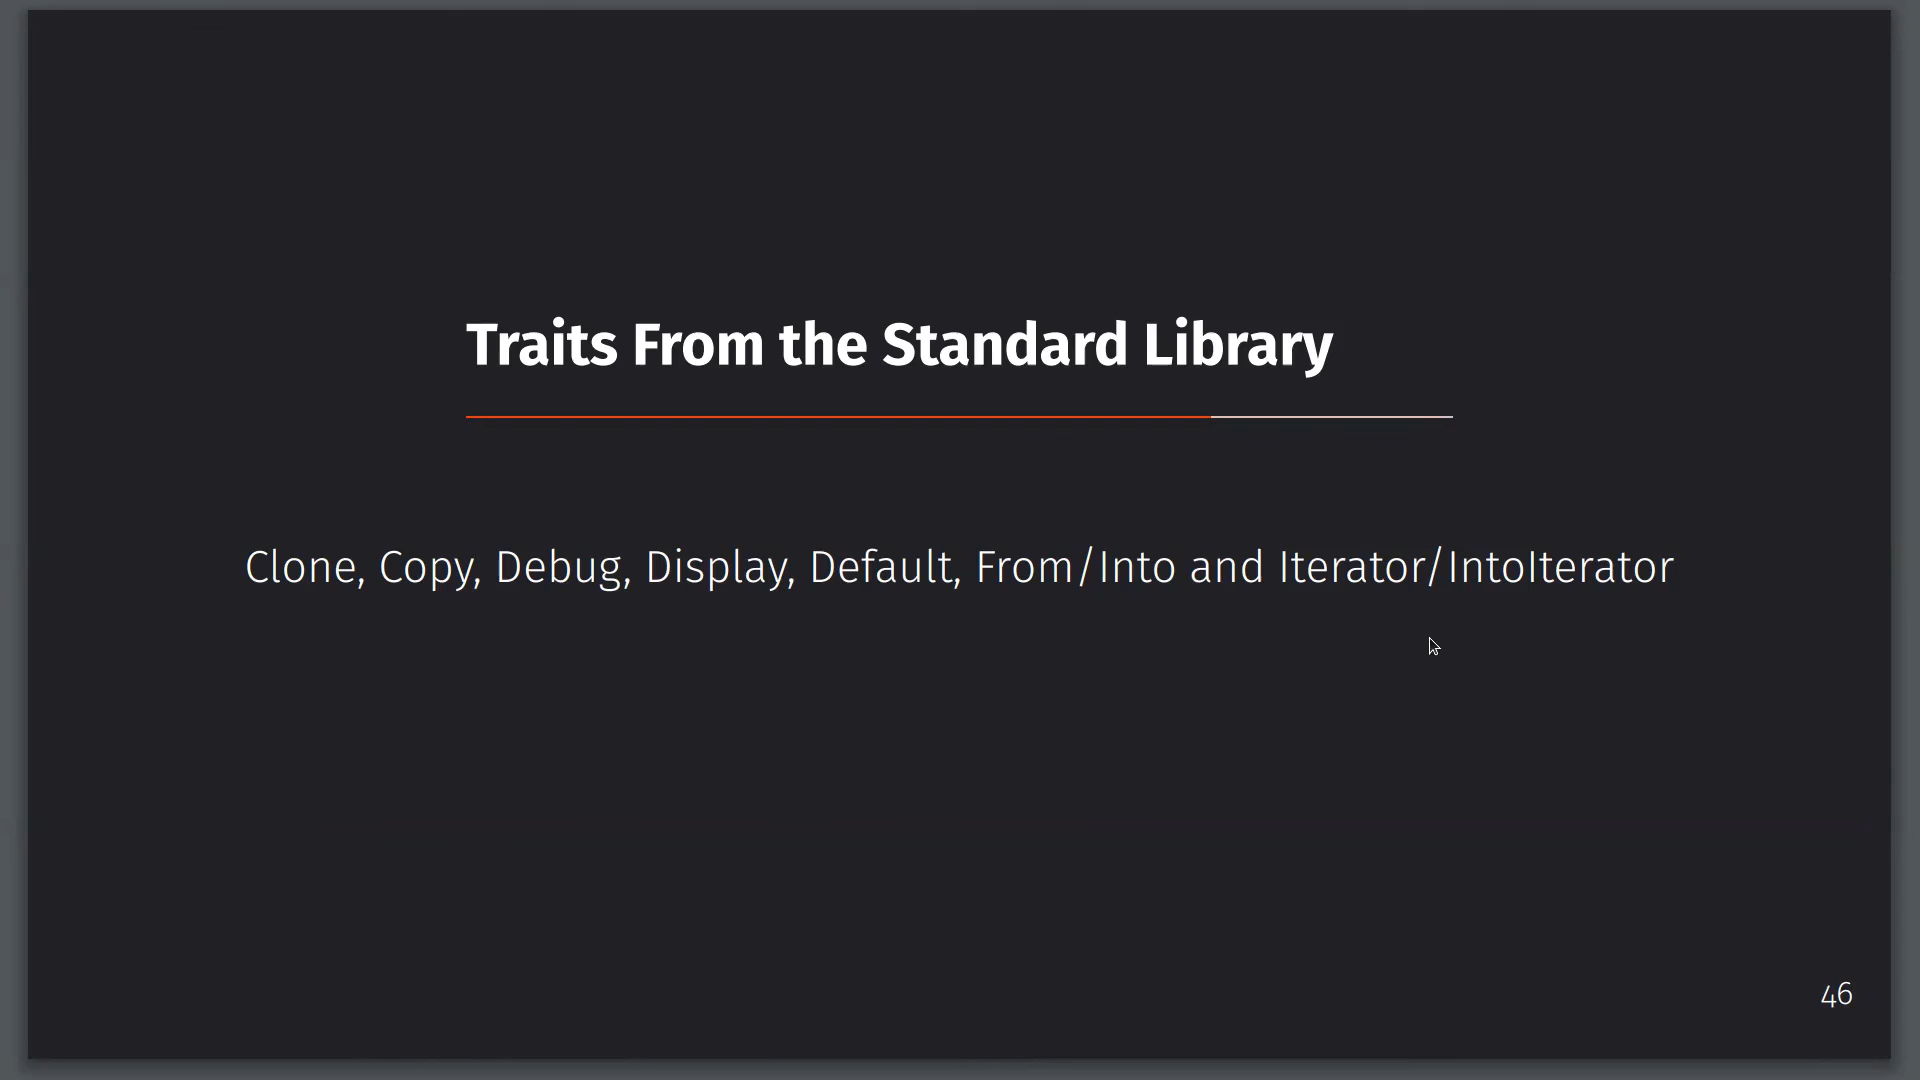 Traits From the Standard Library
Clone, Copy, Debug, Display, Default, From/Into and Iterator/IntoIterator
46